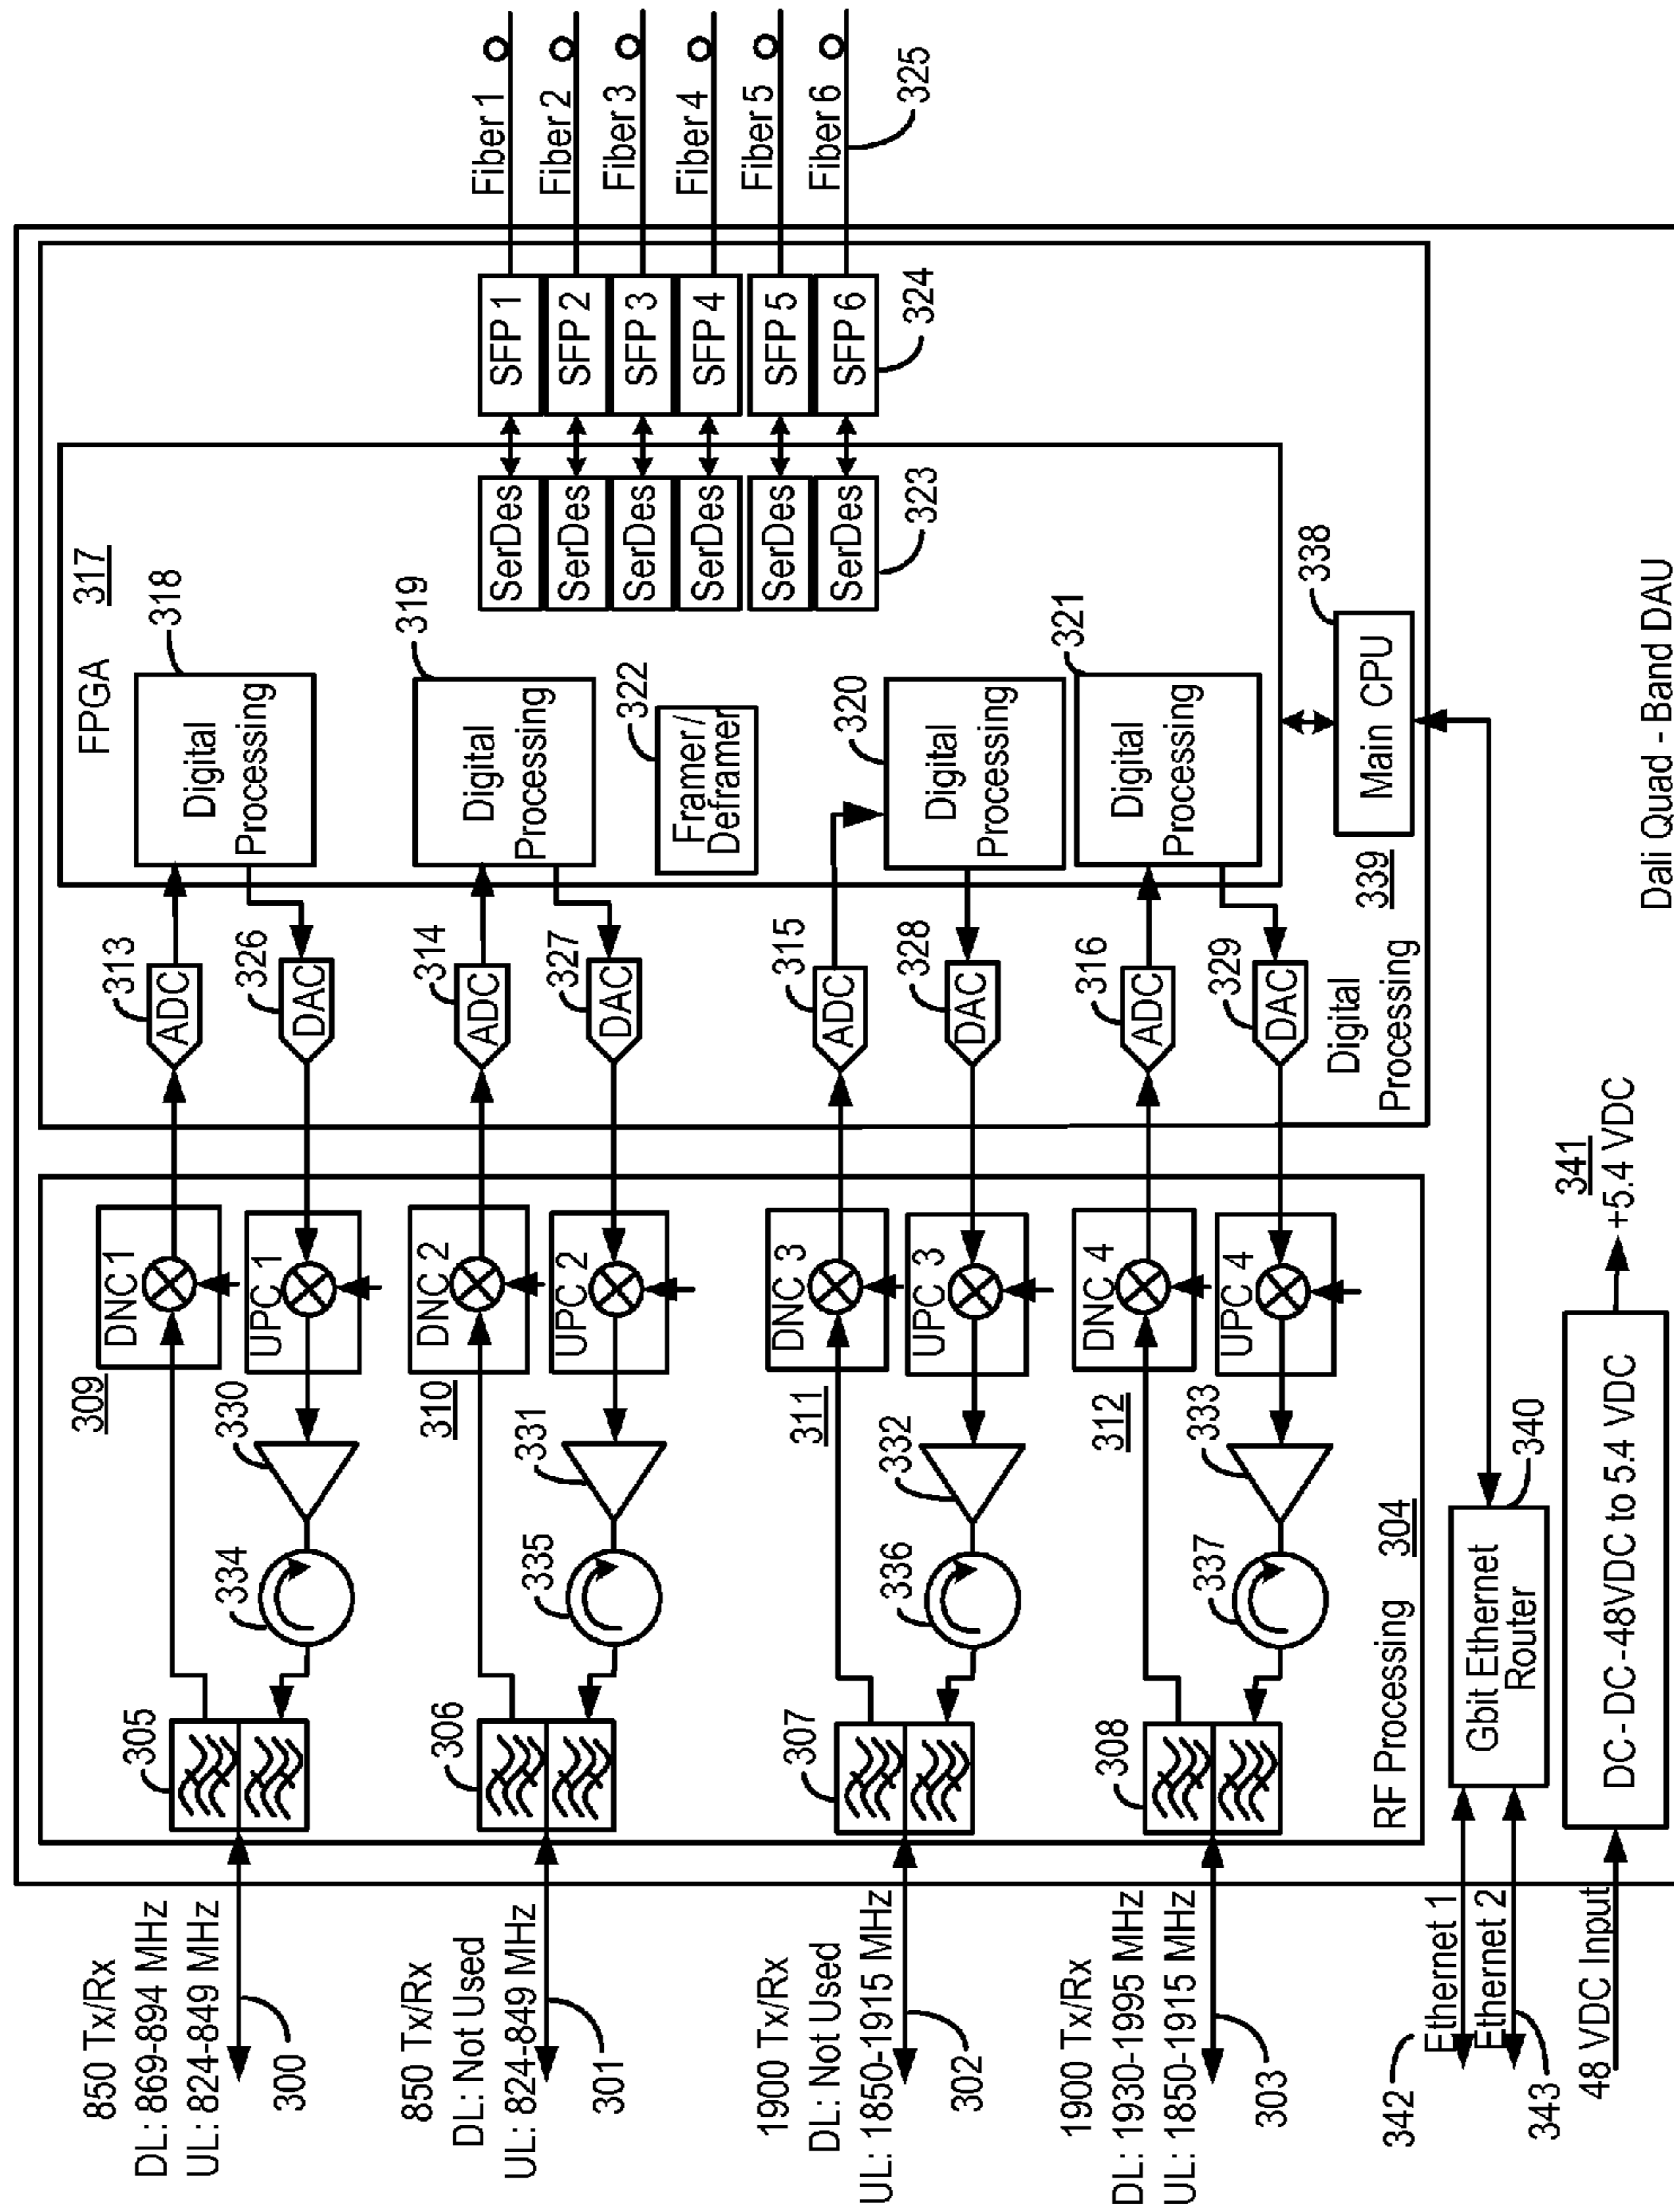 850 Tx/Rx
DL: 869-894 MHz
UL: 824-849 MHz
300
850 Tx/Rx
DL: Not Used
UL: 824-849 MHz
301
1900 Tx/Rx
DL: Not Used
UL: 1850-1915 MHz
302
1900 Tx/Rx
DL: 1930-1995 MHz
UL: 1850-1915 MHz
303
342
Ethernet 1
Ethernet 2
343
48 VDC Input
305
334
330
309
DNC 1
UPC 1
306
335
331
310
DNC 2
UPC 2
307
336
332
311
DNC 3
UPC 3
308
337
333
312
DNC 4
UPC 4
RF Processing 304
Gbit Ethernet
Router
340
DC-DC-48VDC to 5.4 VDC
341
+5.4 VDC
313
ADC
326
DAC
314
ADC
327
DAC
315
ADC
328
DAC
316
ADC
329
DAC
Digital
Processing
339
FPGA 317
318
Digital
Processing
319
Digital
Processing
322
Framer /
Deframer
320
Digital
Processing
321
Digital
Processing
338
Main CPU
SerDes
SerDes
SerDes
SerDes
SerDes
SerDes
323
SFP 1
SFP 2
SFP 3
SFP 4
SFP 5
SFP 6
324
Fiber 1
Fiber 2
Fiber 3
Fiber 4
Fiber 5
Fiber 6
325
Dali Quad - Band DAU